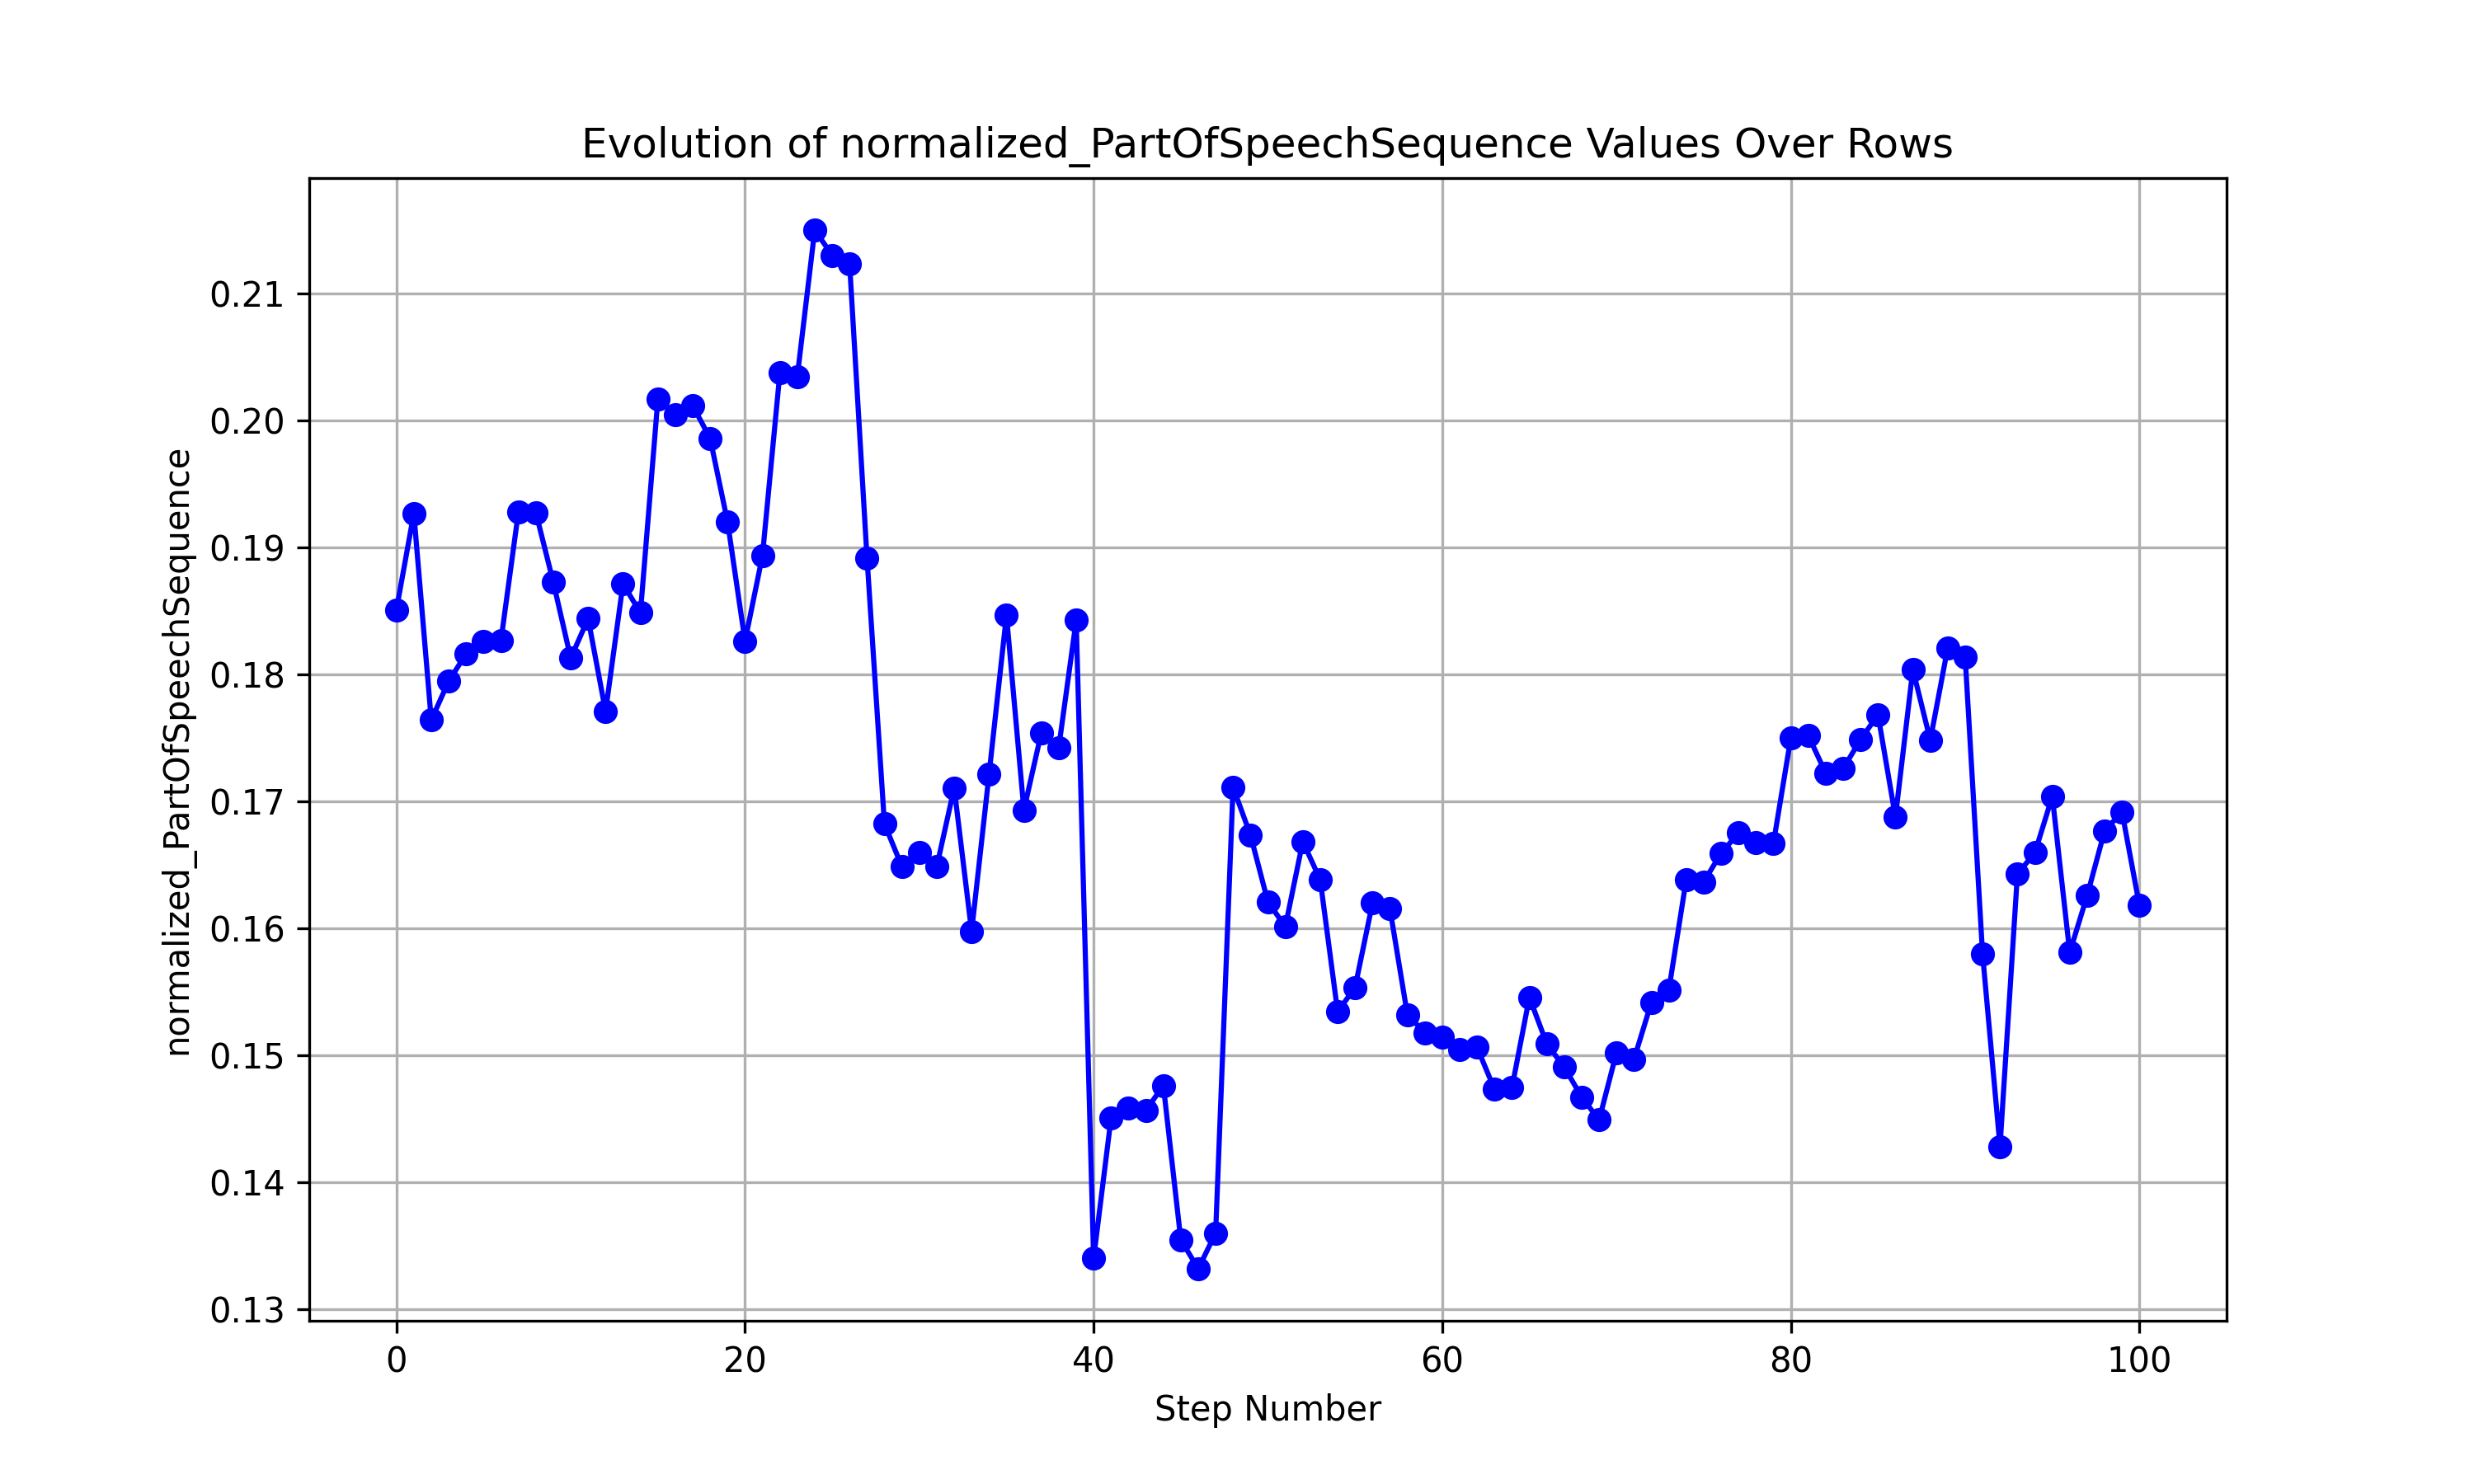 Evolution of normalized_PartOfSpeechSequence Values Over Rows
normalized_PartOfSpeechSequence
0.21
0.20
0.19
0.18
0.17
0.16
0.15
0.14
0.13
0 20 40 60 80 100
Step Number